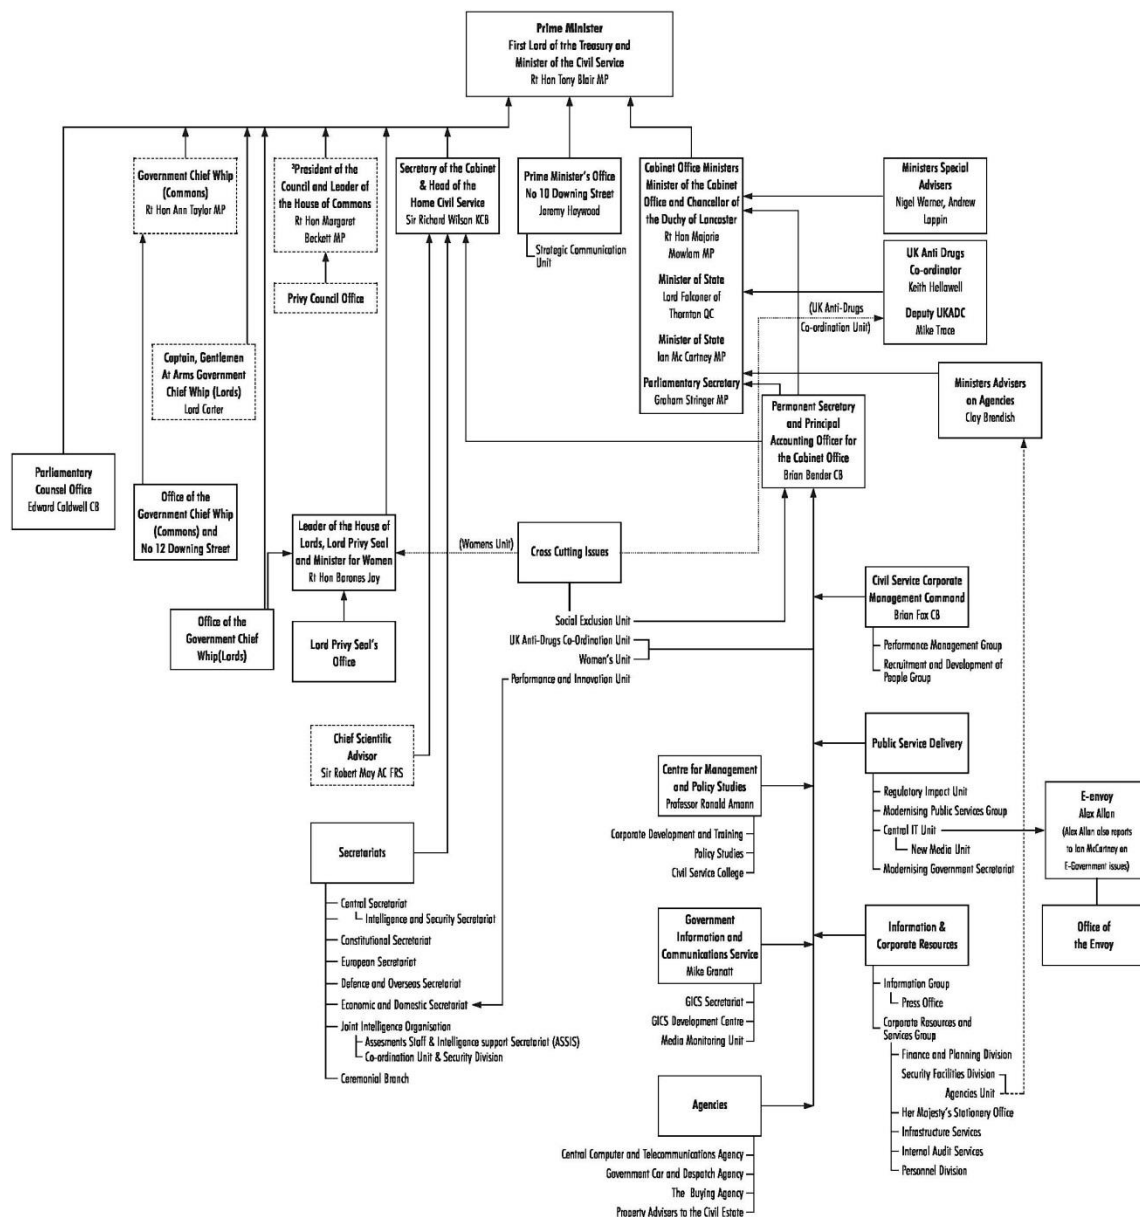 Prime Minister
First Lord of trhe Treasury and
Minister of the Civil Service
Rt Hon Tony Blair MP
Government Chief Whip
(Commons)
Rt Hon Ann Taylor MP
²President of the
Council and Leader of
the House of Commons
Rt Hon Margaret
Beckett MP
Secretary of the Cabinet
& Head of the
Home Civil Service
Sir Richard Wilson KCB
Prime Minister's Office
No 10 Downing Street
Jeremy Heywood
Strategic Communication
Unit
Cabinet Office Ministers
Minister of the Cabinet
Office and Chancellor of
the Duchy of Lancaster
Rt Hon Majorie
Mowlam MP
Minister of State
Lord Falconer of
Thornton QC
Minister of State
Ian Mc Cartney MP
Parliamentary Secretary
Graham Stringer MP
Ministers Special
Advisers
Nigel Warner, Andrew
Lappin
UK Anti Drugs
Co-ordinator
Keith Hellawell
Deputy UKADC
Mike Trace
(UK Anti-Drugs
Co-ordination Unit)
Privy Council Office
Captain, Gentlemen
At Arms Government
Chief Whip (Lords)
Lord Carter
Ministers Advisers
on Agencies
Clay Brendish
Permanent Secretary
and Principal
Accounting Officer for
the Cabinet Office
Brian Bender CB
Parliamentary
Counsel Office
Edward Caldwell CB
Office of the
Government Chief Whip
(Commons) and
No 12 Downing Street
Leader of the House of
Lords, Lord Privy Seal
and Minister for Women
Rt Hon Barones Jay
(Womens Unit)
Cross Cutting Issues
Office of the
Government Chief
Whip(Lords)
Lord Privy Seal's
Office
Social Exclusion Unit
UK Anti-Drugs Co-Ordination Unit
Women's Unit
Performance and Innovation Unit
Civil Service Corporate
Management Command
Brian Fox CB
Performance Management Group
Recruitment and Development of
People Group
Chief Scientific
Advisor
Sir Robert May AC FRS
Public Service Delivery
Regulatory Impact Unit
Modernising Public Services Group
Central IT Unit
New Media Unit
Modernising Government Secretariat
E-envoy
Alex Allan
(Alex Allan also reports
to Ian McCartney on
E-Government issues)
Office of
the Envoy
Centre for Management
and Policy Studies
Professor Ronald Amann
Corporate Development and Training
Policy Studies
Civil Service College
Secretariats
Central Secretariat
Intelligence and Security Secretariat
Constitutional Secretariat
European Secretariat
Defence and Overseas Secretariat
Economic and Domestic Secretariat
Joint Intelligence Organisation
Assesments Staff & Intelligence support Secretariat (ASSIS)
Co-ordination Unit & Security Division
Ceremonial Branch
Government
Information and
Communications Service
Mike Granatt
GICS Secretariat
GICS Development Centre
Media Monitoring Unit
Information &
Corporate Resources
Information Group
Press Office
Corporate Resources and
Services Group
Finance and Planning Division
Security Facilities Division
Agencies Unit
Her Majesty's Stationery Office
Infrastructure Services
Internal Audit Services
Personnel Division
Agencies
Central Computer and Telecommunications Agency
Government Car and Despatch Agency
The Buying Agency
Property Advisers to the Civil Estate